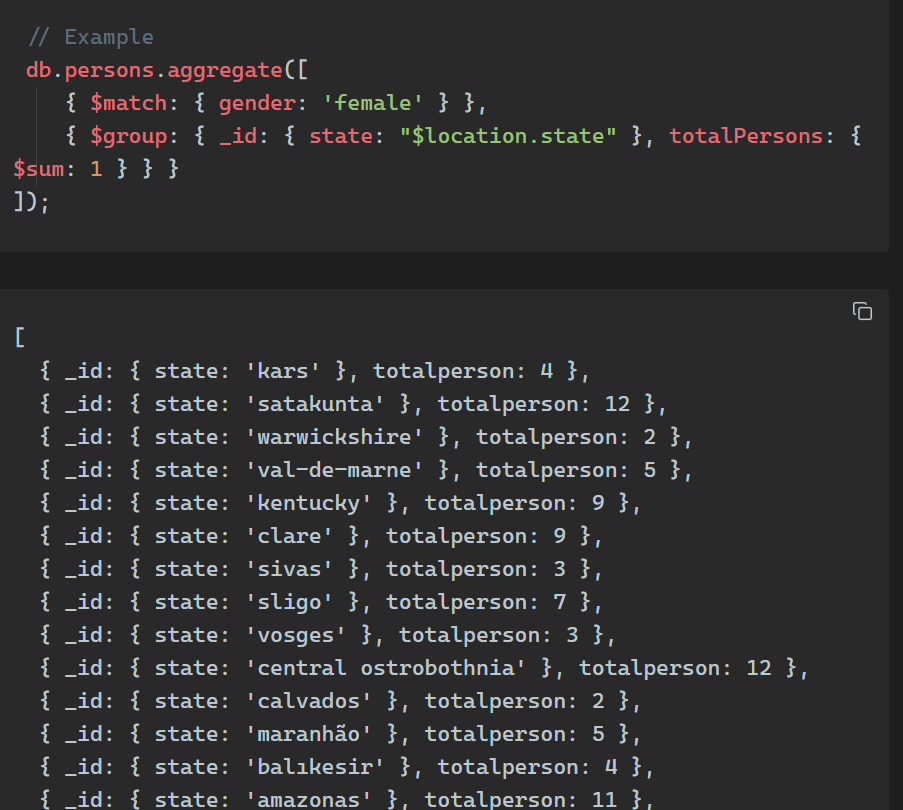 // Example
db.persons.aggregate([
{ $match: { gender: 'female' } },
{ $group: { _id: { state: "$location.state" }, totalPersons: {
$sum: 1 } } }
]);
[
{ _id: { state: 'kars' }, totalperson: 4 },
{ _id: { state: 'satakunta' }, totalperson: 12 },
{ _id: { state: 'warwickshire' }, totalperson: 2 },
{ _id: { state: 'val-de-marne' }, totalperson: 5 },
{ _id: { state: 'kentucky' }, totalperson: 9 },
{ _id: { state: 'clare' }, totalperson: 9 },
{ _id: { state: 'sivas' }, totalperson: 3 },
{ _id: { state: 'sligo' }, totalperson: 7 },
{ _id: { state: 'vosges' }, totalperson: 3 },
{ _id: { state: 'central ostrobothnia' }, totalperson: 12 },
{ _id: { state: 'calvados' }, totalperson: 2 },
{ _id: { state: 'maranhão' }, totalperson: 5 },
{ _id: { state: 'balıkesir' }, totalperson: 4 },
{ _id: { state: 'amazonas' }, totalperson: 11 },